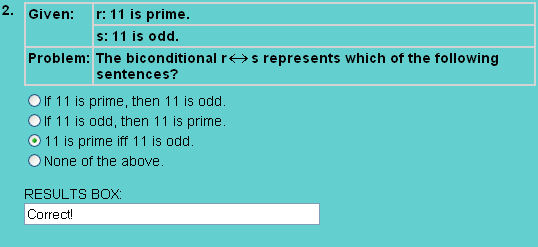 2. Given: r: 11 is prime.
s: 11 is odd.
Problem: The biconditional r↔s represents which of the following
sentences?
If 11 is prime, then 11 is odd.
If 11 is odd, then 11 is prime.
11 is prime iff 11 is odd.
None of the above.
RESULTS BOX:
Correct!